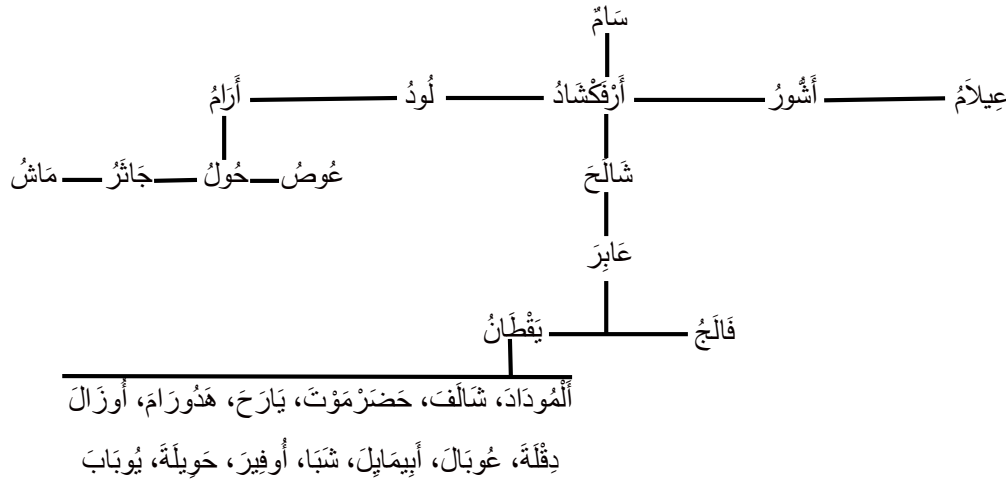 سَامٌ
عِيلاَمُ أَشُّورُ أَرْفَكْشَادُ لُودُ أَرَامُ
شَالَحَ
عُوصُ حُولُ جَاثَرُ مَاشُ
عَابِرَ
فَالَجُ يَقْطَانُ
أَلْمُودَادَ، شَالَفَ، حَضَرْمَوْتَ، يَارَحَ، هَدُورَامَ، أُوزَالَ
دِقْلَةَ، عُوبَالَ، أَبِيمَايِلَ، شَبَا، أُوفِيرَ، حَوِيلَةَ، يُوبَابَ